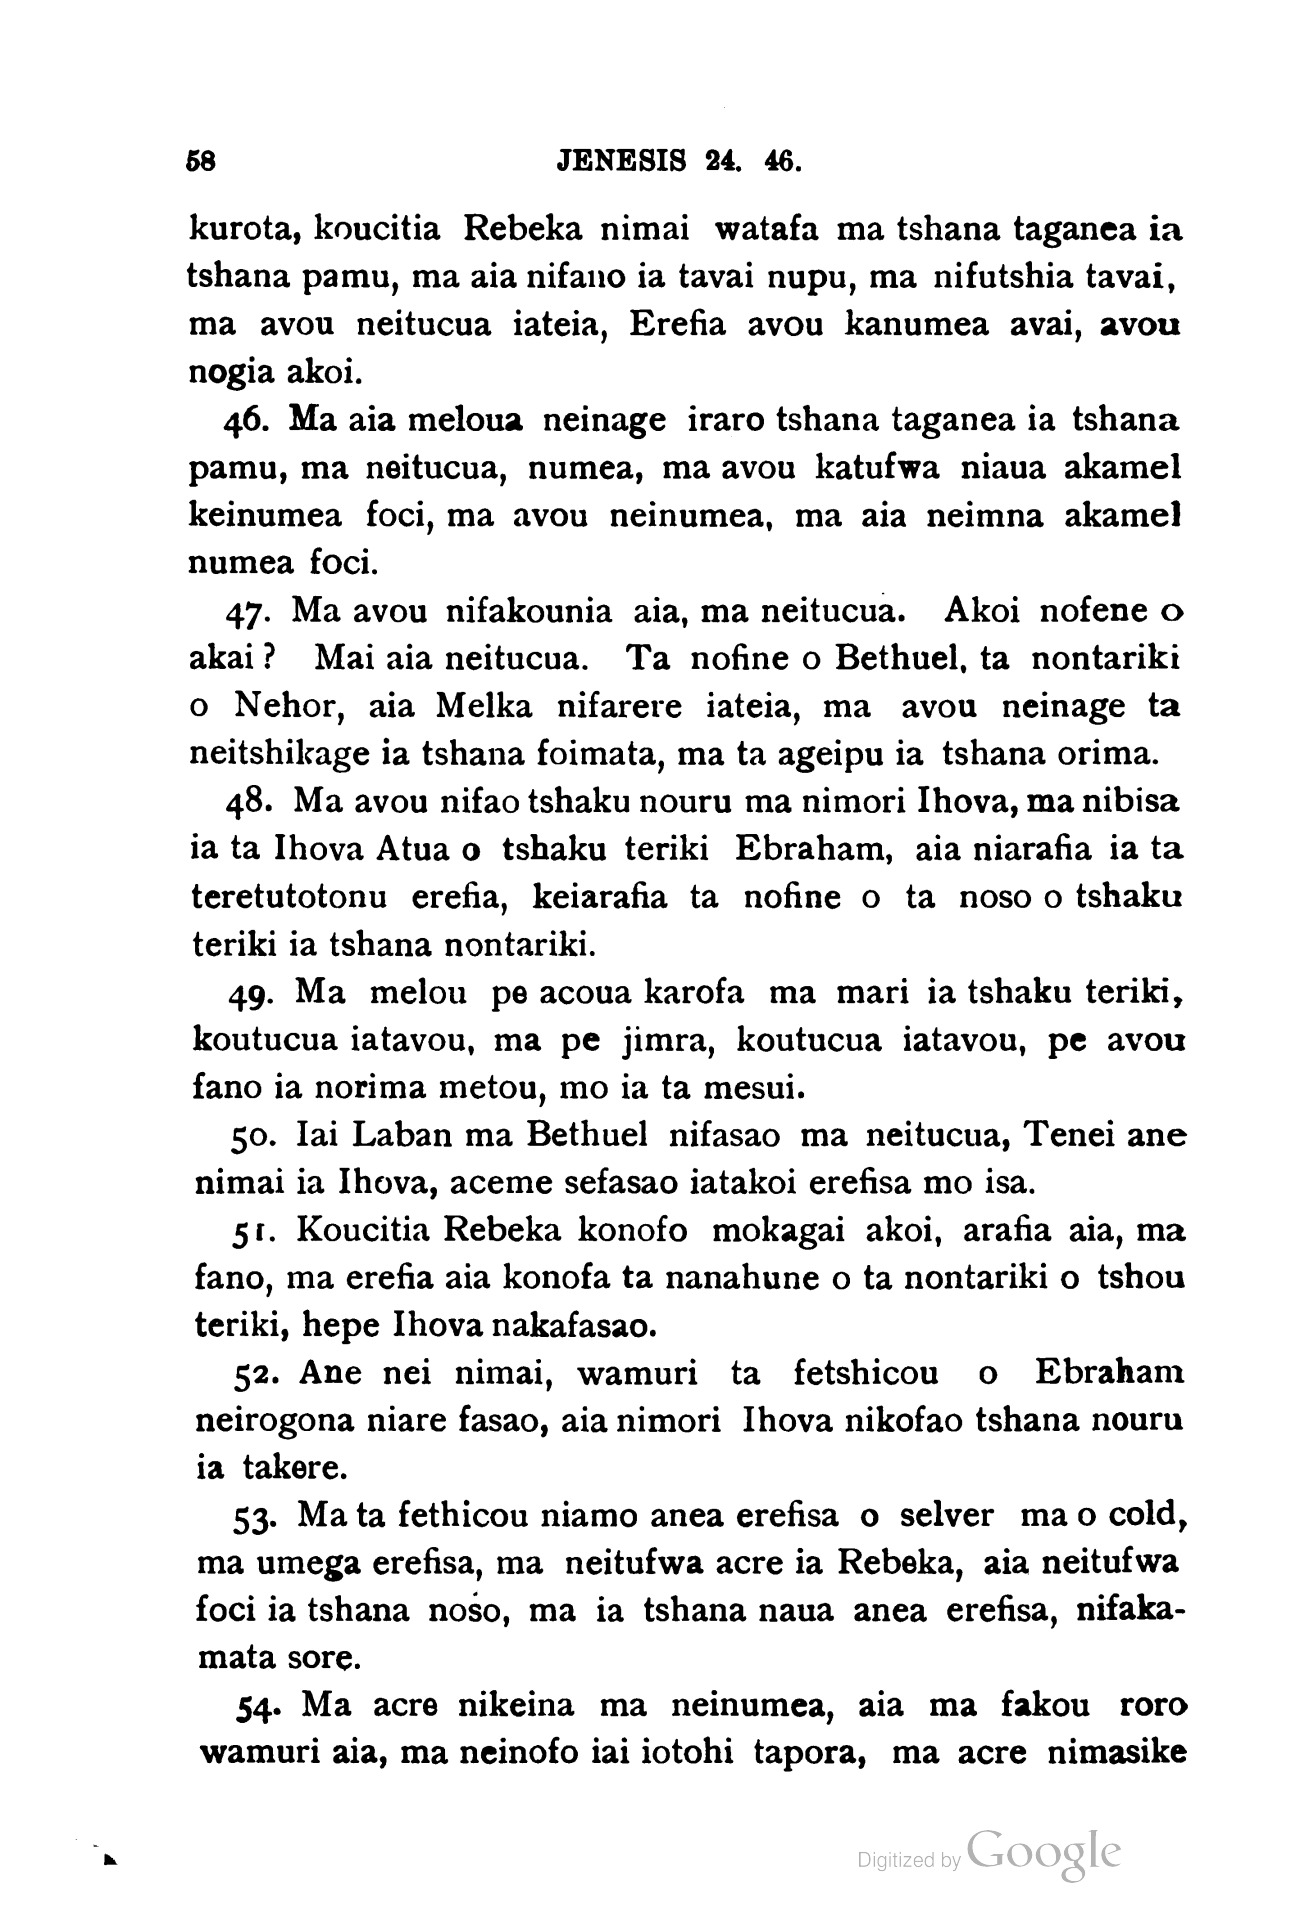 58 JENESIS 24. 46.
kurota, koucitia Rebeka nimai watafa ma tshana taganea ia
tshana pamu, ma aia nifano ia tavai nupu, ma nifutshia tavai,
ma avou neitucua iateia, Erefia avou kanumea avai, avou
nogia akoi.
46. Ma aia meloua neinage iraro tshana taganea ia tshana
pamu, ma neitucua, numea, ma avou katufwa niaua akamel
keinumea foci, ma avou neinumea, ma aia neimna akamel
numea foci.
47. Ma avou nifakounia aia, ma neitucua. Akoi nofene o
akai ? Mai aia neitucua. Ta nofine o Bethuel, ta nontariki
o Nehor, aia Melka nifarere iateia, ma avou neinage ta
neitshikage ia tshana foimata, ma ta ageipu ia tshana orima.
48. Ma avou nifao tshaku nouru ma nimori Ihova, ma nibisa
ia ta Ihova Atua o tshaku teriki Ebraham, aia niarafia ia ta
teretutotonu erefia, keiarafia ta nofine o ta noso o tshaku
teriki ia tshana nontariki.
49. Ma melou pe acoua karofa ma mari ia tshaku teriki,
koutucua iatavou, ma pe jimra, koutucua iatavou, pe avou
fano ia norima metou, mo ia ta mesui.
50. Iai Laban ma Bethuel nifasao ma neitucua, Tenei ane
nimai ia Ihova, aceme sefasao iatakoi erefisa mo isa.
51. Koucitia Rebeka konofo mokagai akoi, arafia aia, ma
fano, ma erefia aia konofa ta nanahune o ta nontariki o tshou
teriki, hepe Ihova nakafasao.
52. Ane nei nimai, wamuri ta fetshicou o Ebraham
neirogona niare fasao, aia nimori Ihova nikofao tshana nouru
ia takere.
53. Ma ta fethicou niamo anea erefisa o selver ma o cold,
ma umega erefisa, ma neitufwa acre ia Rebeka, aia neitufwa
foci ia tshana noso, ma ia tshana naua anea erefisa, nifaka-
mata sore.
54. Ma acre nikeina ma neinumea, aia ma fakou roro
wamuri aia, ma neinofo iai iotohi tapora, ma acre nimasike
Digitized by Google